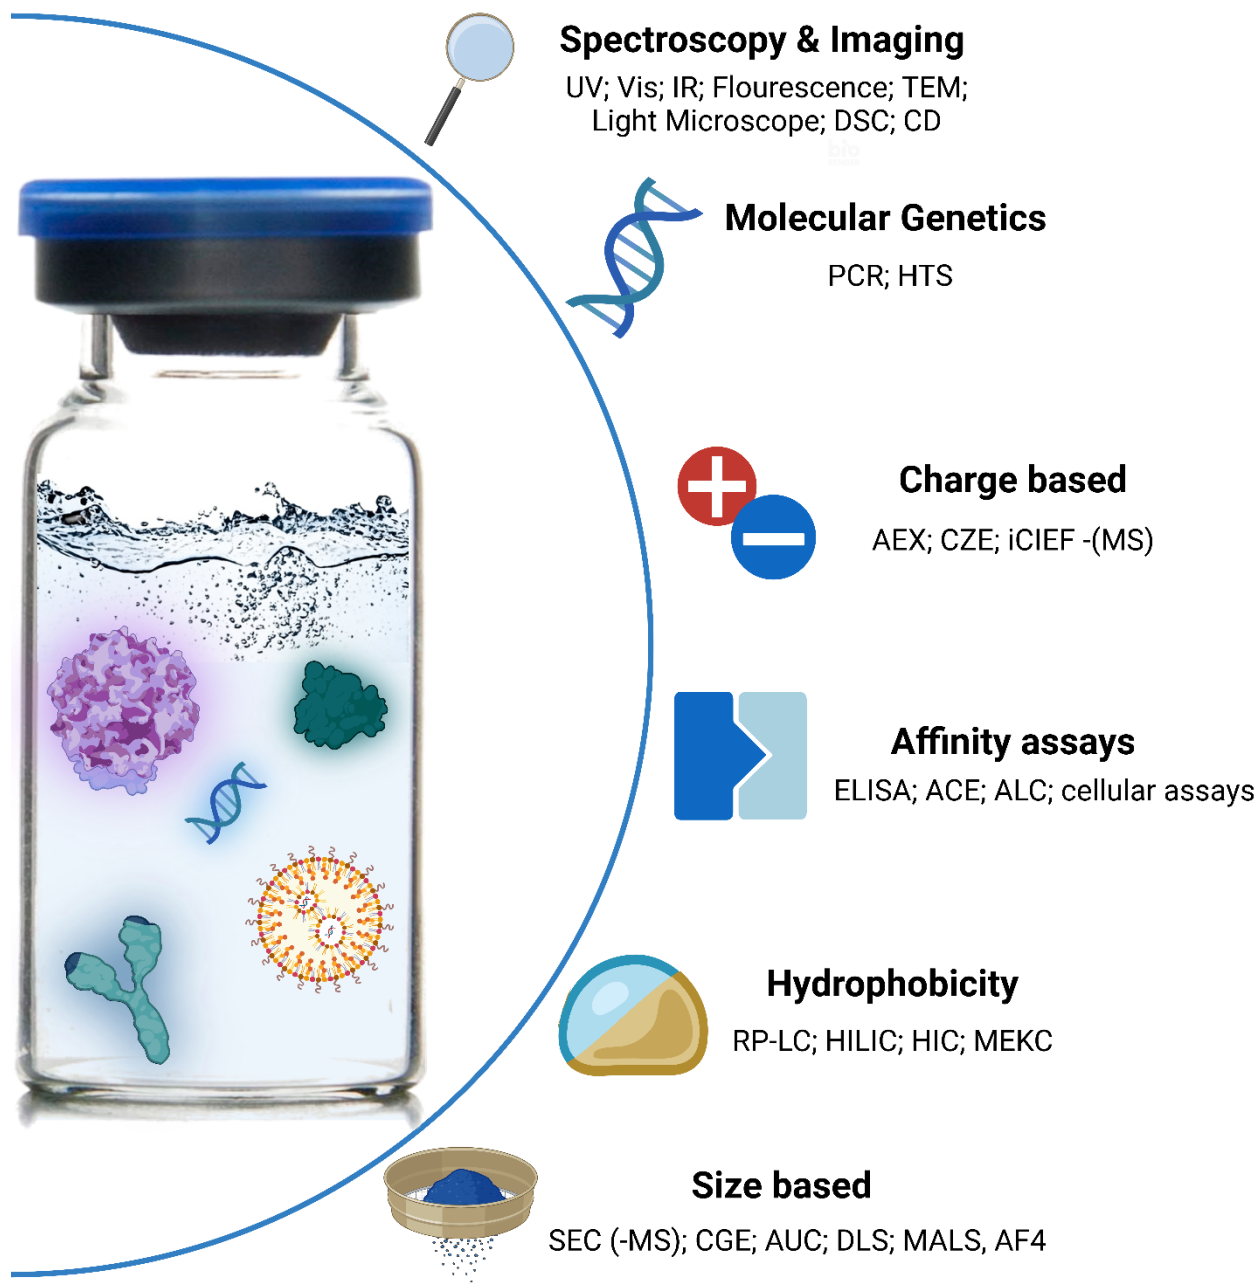 Spectroscopy & Imaging
UV; Vis; IR; Flourescence; TEM;
Light Microscope; DSC; CD
Molecular Genetics
PCR; HTS
Charge based
AEX; CZE; iCIEF -(MS)
Affinity assays
ELISA; ACE; ALC; cellular assays
Hydrophobicity
RP-LC; HILIC; HIC; MEKC
Size based
SEC (-MS); CGE; AUC; DLS; MALS, AF4